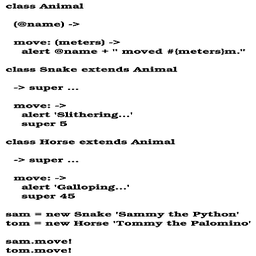 class Animal
(@name) ->
move: (meters) ->
alert @name + " moved #{meters}m."
class Snake extends Animal
-> super ...
move: ->
alert 'Slithering...'
super 5
class Horse extends Animal
-> super ...
move: ->
alert 'Galloping...'
super 45
sam = new Snake 'Sammy the Python'
tom = new Horse 'Tommy the Palomino'
sam.move!
tom.move!